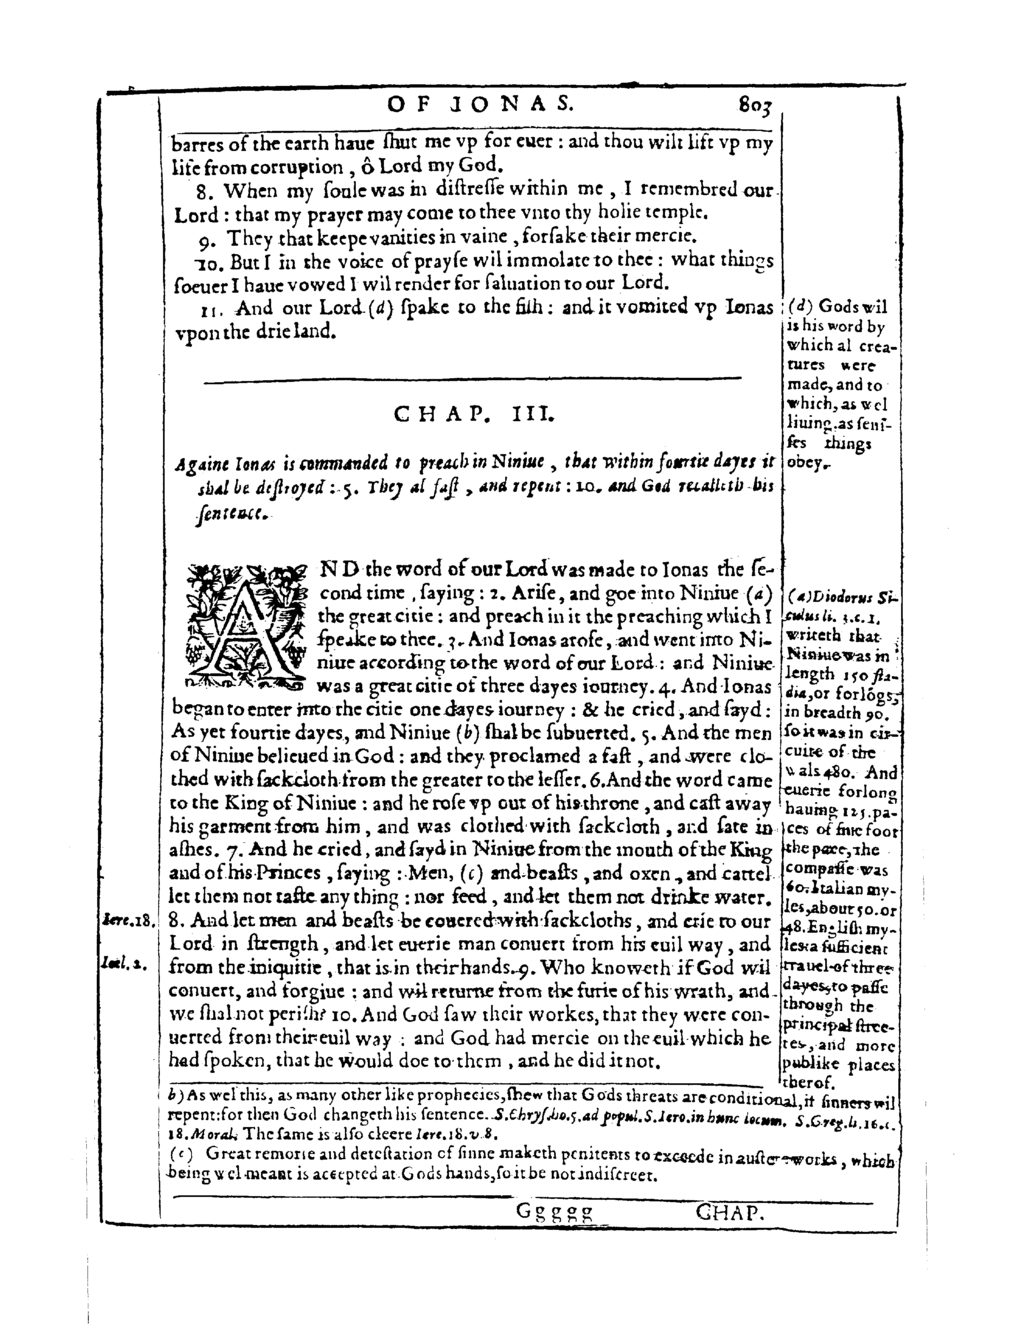 OF IONAS. 803
barres of the earth haue ſhut me vp for euer : and thou wilt lift vp my
life from corruption , ô Lord my God.
8. When my ſoule was in diſtreſſe within me , I remembred our
Lord : that my prayer may come to thee vnto thy holie temple.
9. They that keepe vanities in vaine , forſake their mercie.
10. But I in the voice of prayſe wil immolate to thee : what things
ſoeuer I haue vowed I wil render for ſaluation to our Lord.
11. And our Lord (d) ſpake to the fiſh : and it vomited vp Ionas
vpon the drie land.
(d) Gods wil
is his word by
which al crea-
tures were
made, and to
which, as wel
liuing, as ſenſ-
les things
obey.
CHAP. III.
Againe Ionas is commanded to preach in Niniue , that within fourtie dayes it
shal be deſtroyed : 5. They al faſt , and repent : 10. and God recalleth his
ſentence.
AND the word of our Lord was made to Ionas the ſe-
cond time , ſaying : 2. Ariſe, and goe into Niniue (a)
the great citie : and preach in it the preaching which I
ſpeake to thee. 3. And Ionas aroſe, and went into Ni-
niue according to the word of our Lord : and Niniue
was a great citie of three dayes iourney. 4. And Ionas
began to enter into the citie one dayes iourney : & he cried, and ſayd :
As yet fourtie dayes, and Niniue (b) ſhal be ſubuerted. 5. And the men
of Niniue belieued in God : and they proclamed a faſt , and were clo-
thed with ſackcloth from the greater to the leſſer. 6. And the word came
to the King of Niniue : and he roſe vp out of his throne , and caſt away
his garment from him , and was clothed with ſackcloth , and ſate in
aſhes. 7. And he cried, and ſayd in Niniue from the mouth of the King
and of his Princes , ſaying : Men, (c) and beaſts , and oxen , and cattel
let them not taſte any thing : nor feed , and let them not drinke water.
8. And let men and beaſts be couered with ſackcloths , and crie to our
Lord in ſtrength , and let euerie man conuert from his euil way , and
from the iniquitie , that is in their hands. 9. Who knoweth if God wil
conuert, and forgiue : and wil returne from the furie of his wrath, and
we ſhal not periſh? 10. And God ſaw their workes, that they were con-
uerted from their euil way : and God had mercie on the euil which he
had ſpoken, that he would doe to them , and he did it not.
Iere. 18.
Ioel. 2.
(a) Diodorus Si-
culus li. 3. c. 1.
writeth that
Niniue was in
length 150 ſta-
dia, or forlõgs,
in breadth 90.
ſo it was in cir-
cuite of the
wals 480. And
euerie forlong
hauing 125. pa-
ces of fiue foot
the pace, the
compaſſe was
60. Italian my-
les, about 50. or
48. Engliſh my-
les: a ſufficient
trauel of three
dayes, to paſſe
through the
principal ſtree-
tes, and more
publike places
therof.
b) As wel this, as many other like prophecies, ſhew that Gods threats are conditional, if ſinners wil
repent: for then God changeth his ſentence. S. Chryſ. ho. 5. ad popul. S. Iero. in hunc locum. S. Greg. li. 16. c.
18. Moral. The ſame is alſo cleere Iere. 18. v. 8.
(c) Great remorſe and deteſtation of ſinne maketh penitents to exceede in auſtere workes , which
being wel meant is accepted at Gods hands, ſo it be not indiſcreet.
Ggggg CHAP.